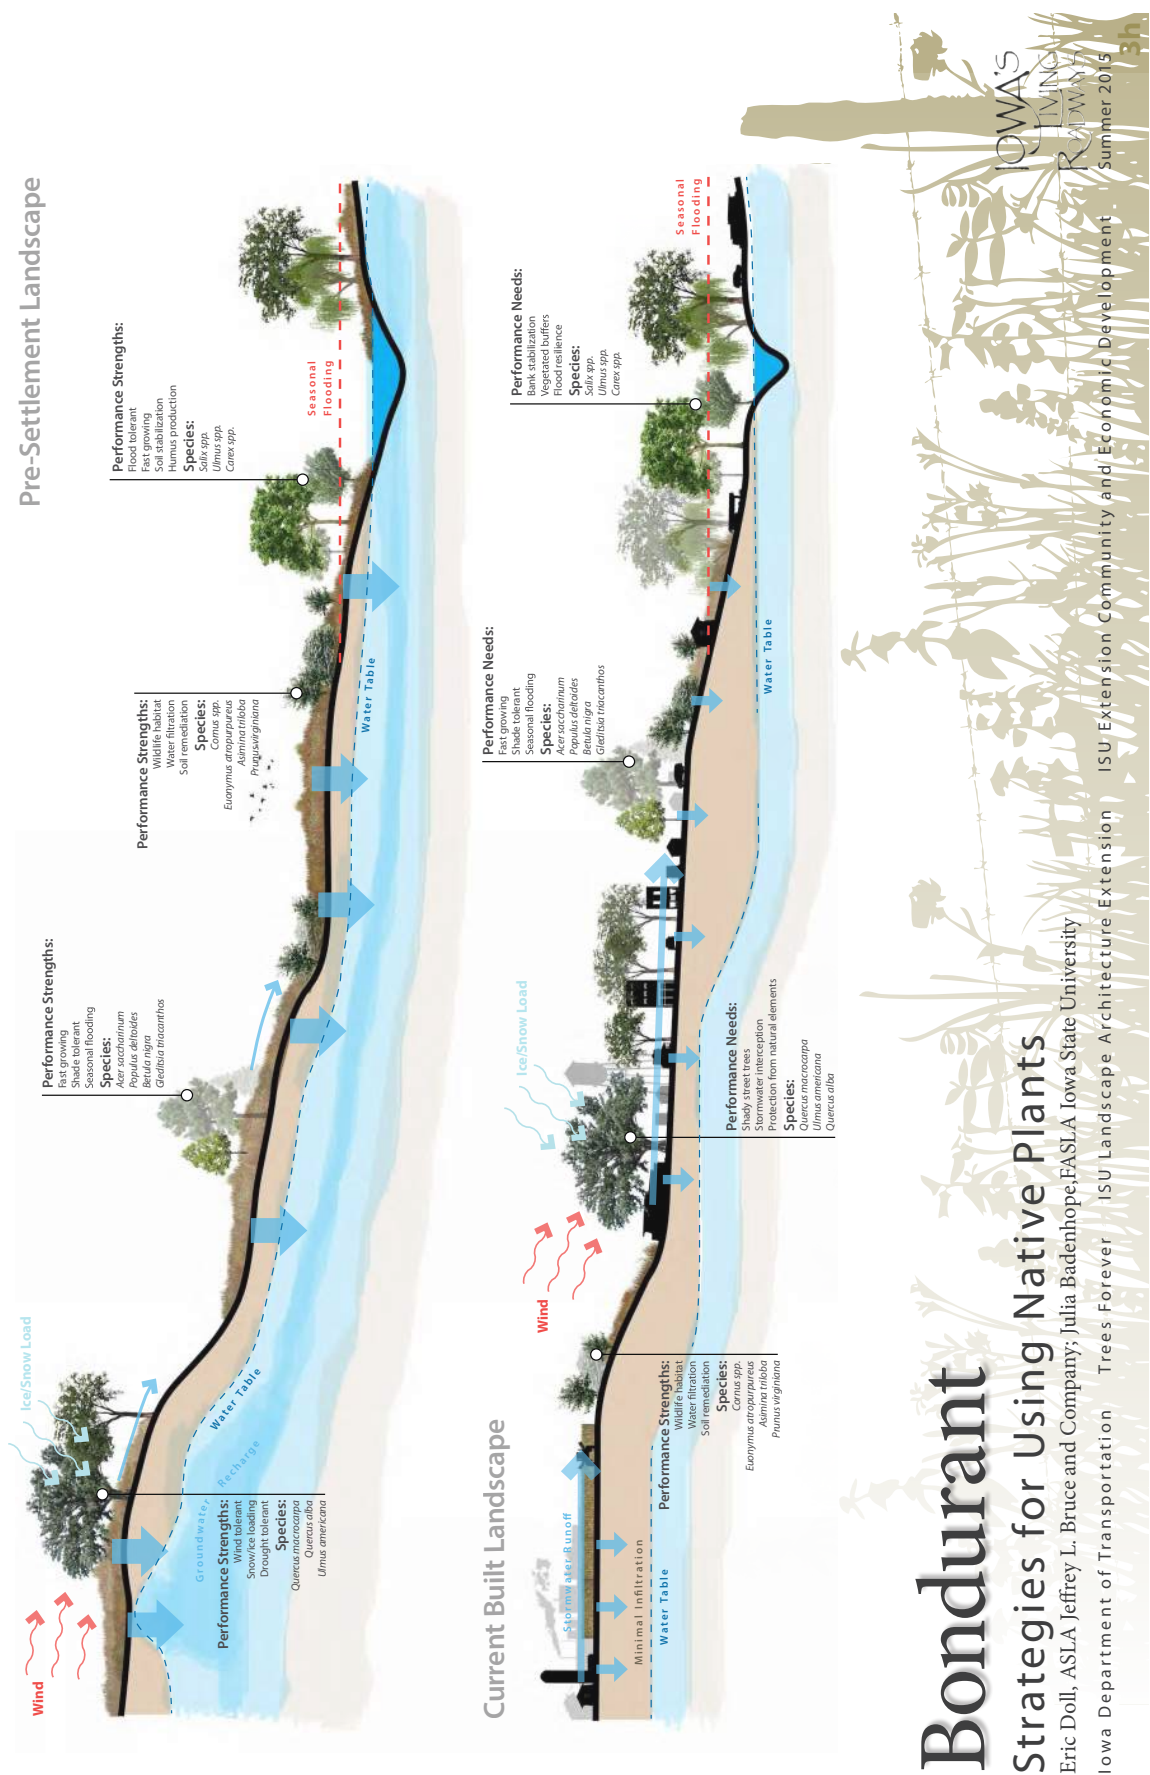 Pre-Settlement Landscape
Wind
Ice/Snow Load
Performance Strengths:
Wind tolerant
Snow/ice loading
Drought tolerant
Species:
Quercus macrocarpa
Quercus alba
Ulmus americana
Groundwater Recharge
Water Table
Performance Strengths:
Fast growing
Shade tolerant
Seasonal flooding
Species:
Acer saccharinum
Populus deltoides
Betula nigra
Gleditsia triacanthos
Performance Strengths:
Wildlife habitat
Water filtration
Soil remediation
Species:
Cornus spp.
Euonymus atropurpureus
Asimina triloba
Prunus virginiana
Water Table
Performance Strengths:
Flood tolerant
Fast growing
Soil stabilization
Humus production
Species:
Salix spp.
Ulmus spp.
Carex spp.
Seasonal
Flooding
Current Built Landscape
Stormwater Runoff
Minimal Infiltration
Water Table
Performance Strengths:
Wildlife habitat
Water filtration
Soil remediation
Species:
Cornus spp.
Euonymus atropurpureus
Asimina triloba
Prunus virginiana
Wind
Ice/Snow Load
Performance Needs:
Shady street trees
Stormwater interception
Protection from natural elements
Species:
Quercus macrocarpa
Ulmus americana
Quercus alba
Performance Needs:
Fast growing
Shade tolerant
Seasonal flooding
Species:
Acer saccharinum
Populus deltoides
Betula nigra
Gleditsia triacanthos
Water Table
Performance Needs:
Bank stabilization
Vegetated buffers
Flood resilience
Species:
Salix spp.
Ulmus spp.
Carex spp.
Seasonal
Flooding
Bondurant
Strategies for Using Native Plants
Eric Doll, ASLA Jeffrey L. Bruce and Company; Julia Badenhope,FASLA Iowa State University
Iowa Department of Transportation Trees Forever ISU Landscape Architecture Extension ISU Extension Community and Economic Development Summer 2015
IOWA'S
LIVING
ROADWAYS
3h